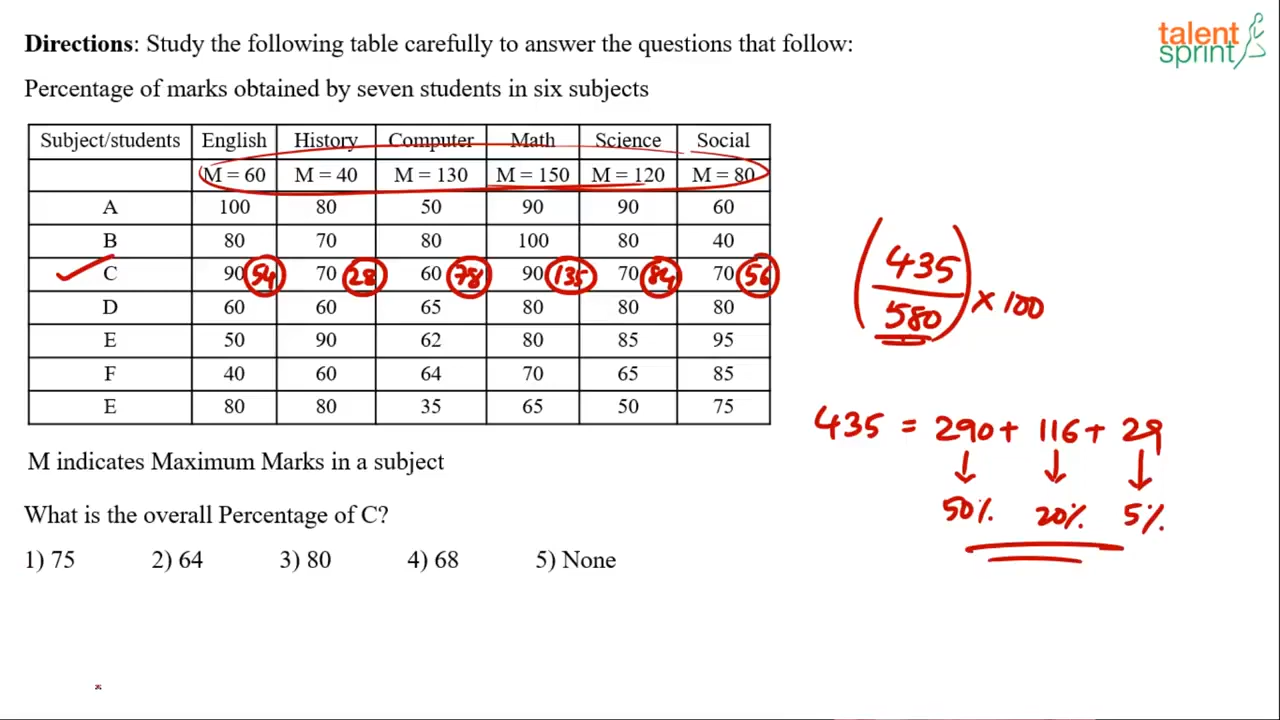 talent
sprint
Directions: Study the following table carefully to answer the questions that follow:
Percentage of marks obtained by seven students in six subjects
Subject/students English History Computer Math Science Social
M = 60 M = 40 M = 130 M = 150 M = 120 M = 80
A 100 80 50 90 90 60
B 80 70 80 100 80 40
C 90 54 70 28 60 78 90 135 70 84 70 56
D 60 60 65 80 80 80
E 50 90 62 80 85 95
F 40 60 64 70 65 85
E 80 80 35 65 50 75
(435/580) × 100
435 = 290 + 116 + 29
50% 20% 5%
M indicates Maximum Marks in a subject
What is the overall Percentage of C?
1) 75 2) 64 3) 80 4) 68 5) None